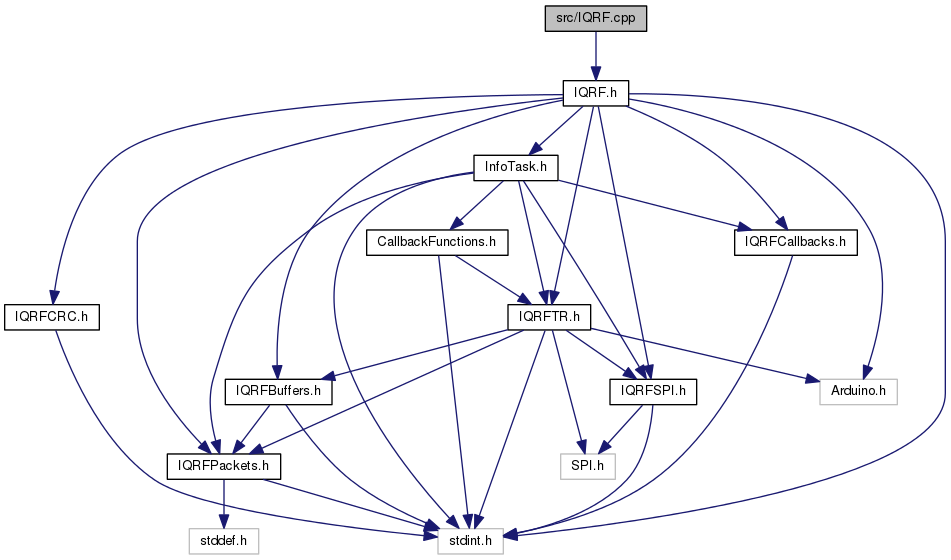 src/IQRF.cpp
IQRF.h
InfoTask.h
CallbackFunctions.h
IQRFCallbacks.h
IQRFCRC.h
IQRFTR.h
IQRFBuffers.h
IQRFSPI.h
Arduino.h
IQRFPackets.h
SPI.h
stddef.h
stdint.h